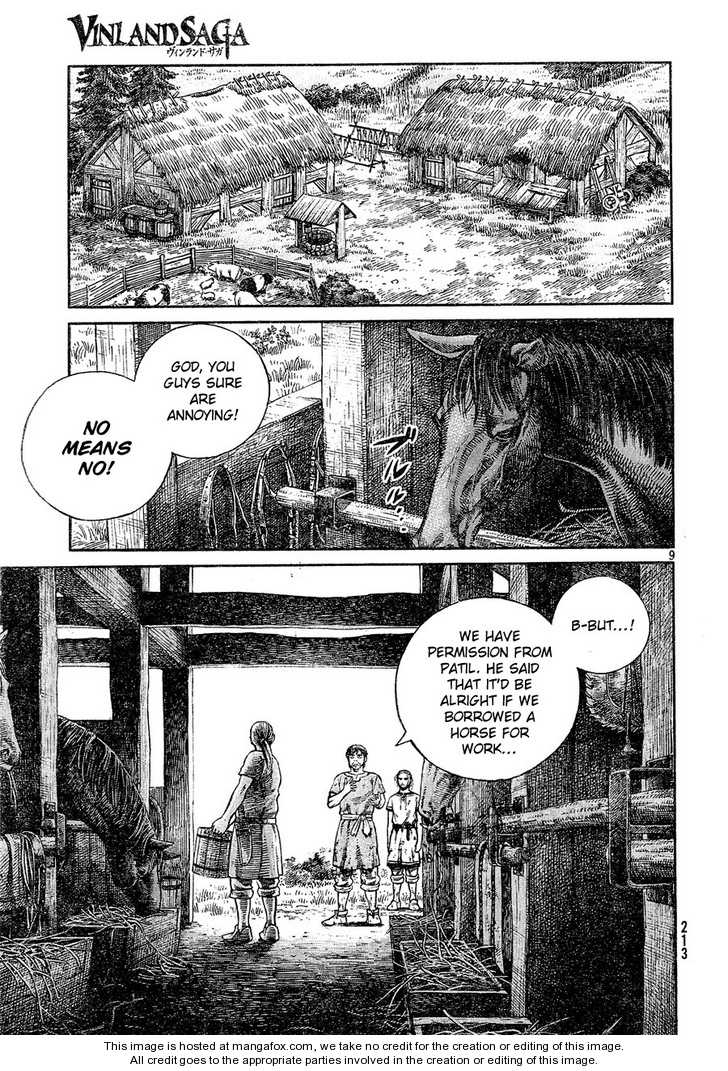 VINLAND SAGA
ヴィンランド・サガ
GOD, YOU
GUYS SURE
ARE
ANNOYING!
NO
MEANS
NO!
ブルルル…
9
B-BUT...!
WE HAVE
PERMISSION FROM
PATIL. HE SAID
THAT IT'D BE
ALRIGHT IF WE
BORROWED A
HORSE FOR
WORK...
213
This image is hosted at mangafox.com, we take no credit for the creation or editing of this image.
All credit goes to the appropriate parties involved in the creation or editing of this image.